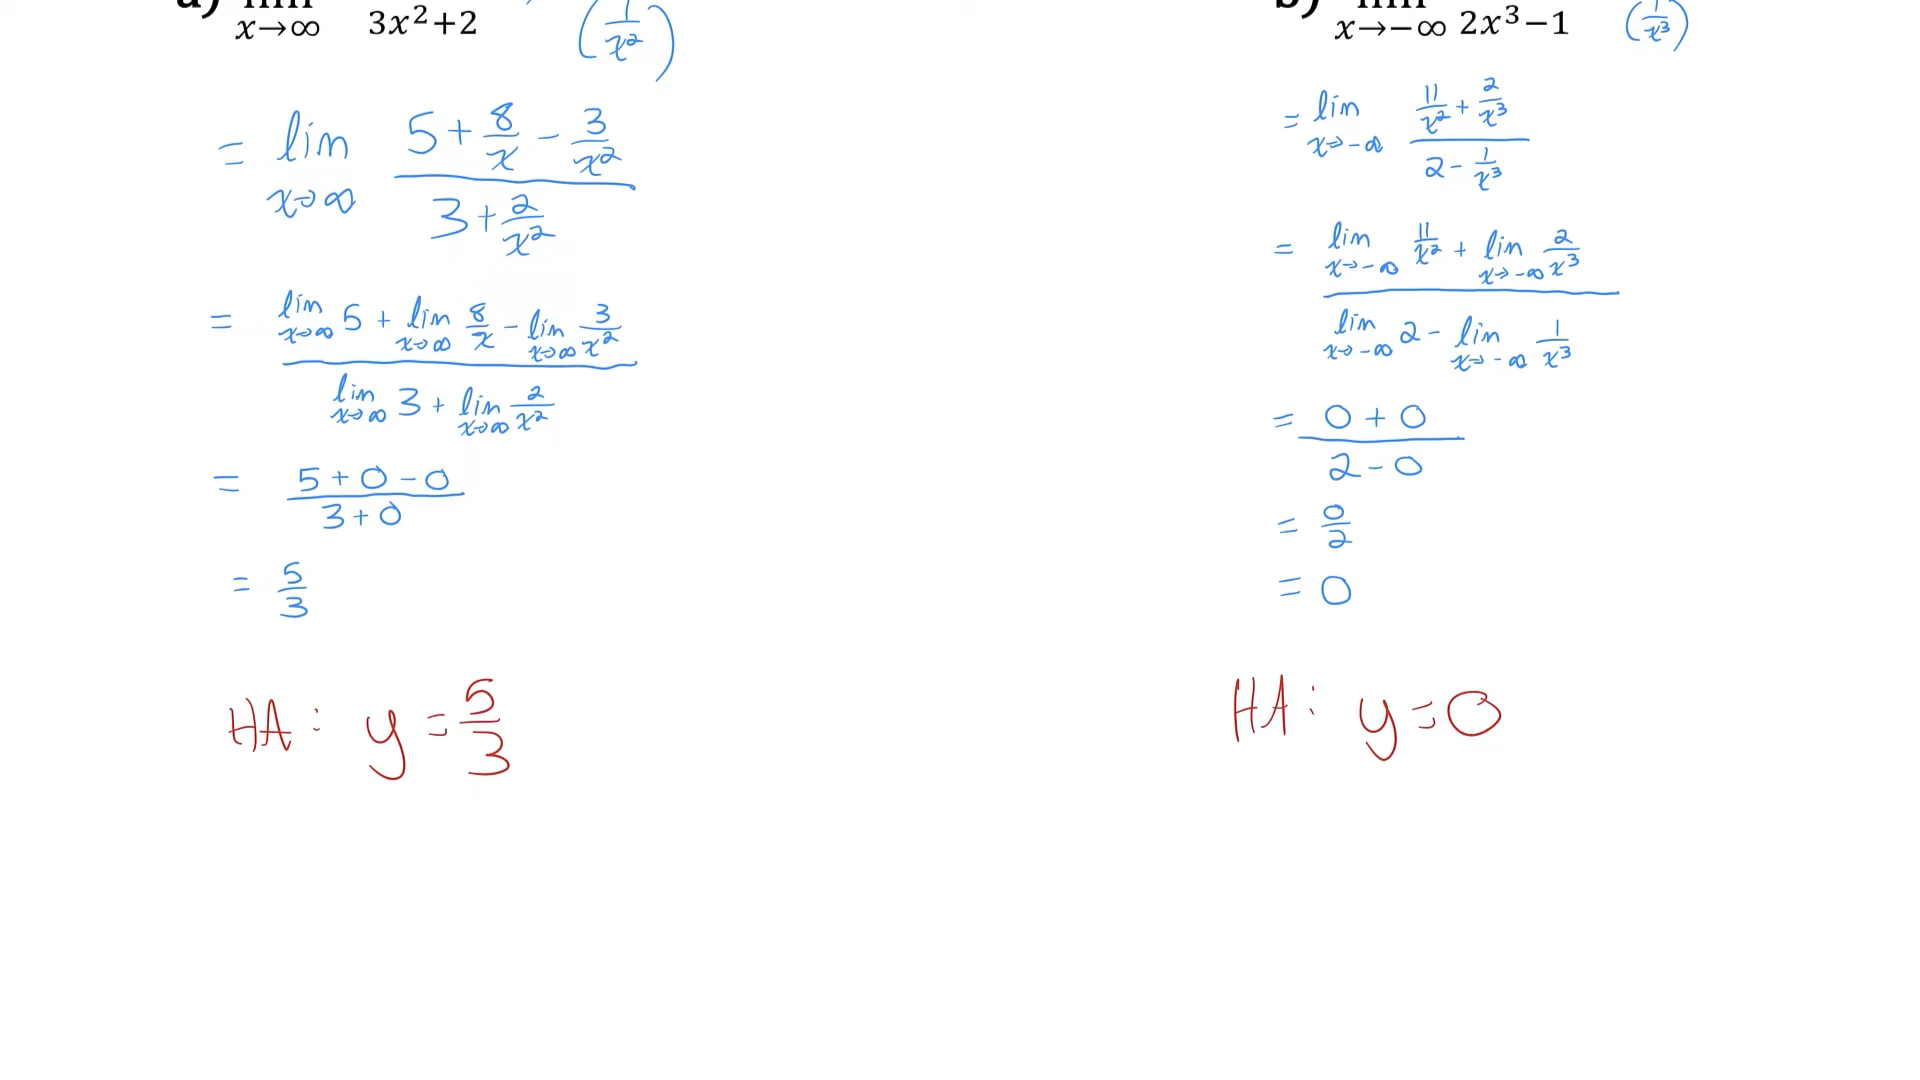 a) lim x→∞ 3x²+2 (1/x²)
= lim x→∞ (5 + 8/x − 3/x²)/(3 + 2/x²)
= (lim x→∞ 5 + lim x→∞ 8/x − lim x→∞ 3/x²)/(lim x→∞ 3 + lim x→∞ 2/x²)
= (5 + 0 − 0)/(3 + 0)
= 5/3
HA: y = 5/3
b) lim x→−∞ 2x³−1 (1/x³)
= lim x→−∞ (11/x² + 2/x³)/(2 − 1/x³)
= (lim x→−∞ 11/x² + lim x→−∞ 2/x³)/(lim x→−∞ 2 − lim x→−∞ 1/x³)
= (0 + 0)/(2 − 0)
= 0/2
= 0
HA: y = 0